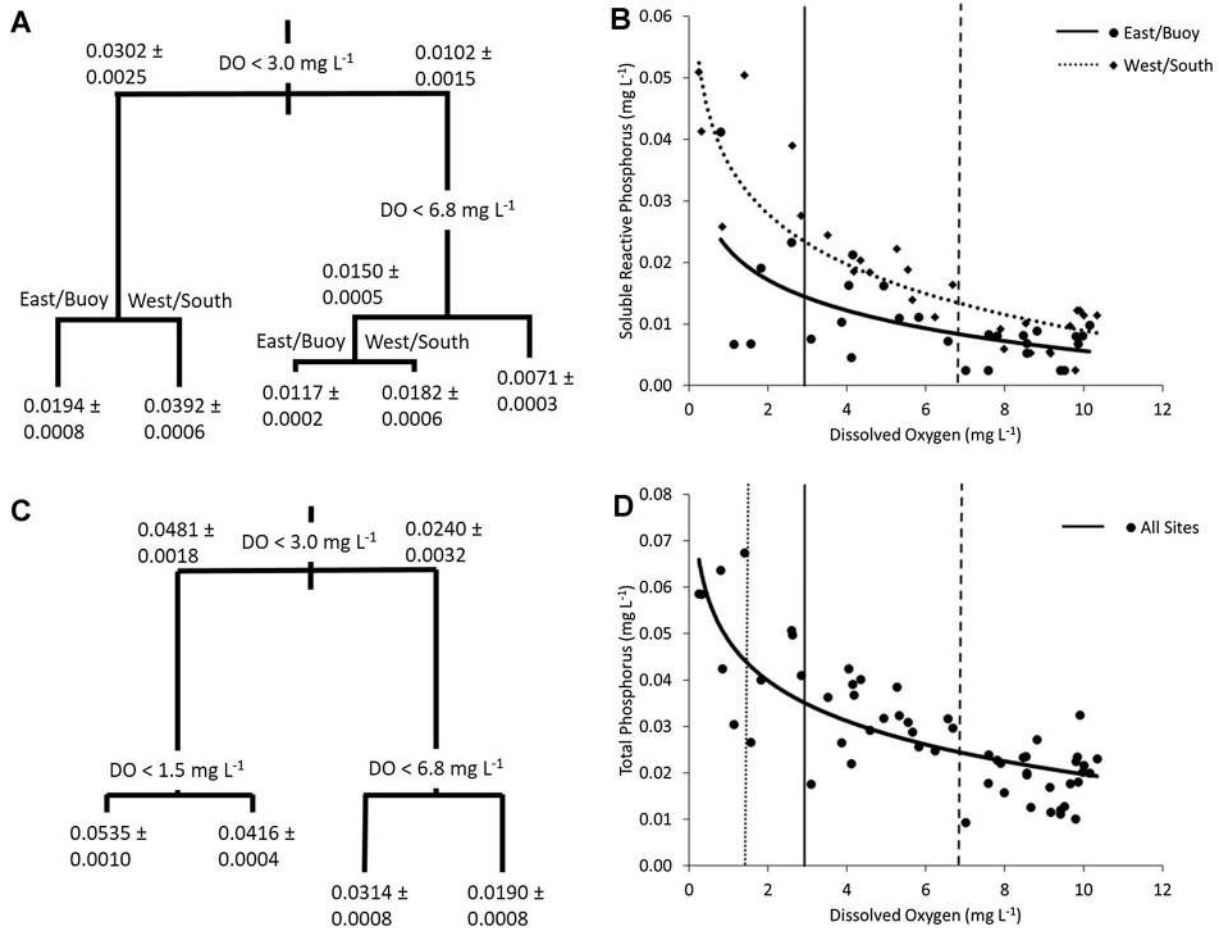 A
0.0302 ±
0.0025
DO < 3.0 mg L⁻¹
0.0102 ±
0.0015
DO < 6.8 mg L⁻¹
0.0150 ±
0.0005
East/Buoy
West/South
East/Buoy
West/South
0.0194 ±
0.0008
0.0392 ±
0.0006
0.0117 ±
0.0002
0.0182 ±
0.0006
0.0071 ±
0.0003
B
0.06
0.05
0.04
0.03
0.02
0.01
0.00
Soluble Reactive Phosphorus (mg L⁻¹)
0
2
4
6
8
10
12
Dissolved Oxygen (mg L⁻¹)
East/Buoy
West/South
C
0.0481 ±
0.0018
DO < 3.0 mg L⁻¹
0.0240 ±
0.0032
DO < 1.5 mg L⁻¹
DO < 6.8 mg L⁻¹
0.0535 ±
0.0010
0.0416 ±
0.0004
0.0314 ±
0.0008
0.0190 ±
0.0008
D
0.08
0.07
0.06
0.05
0.04
0.03
0.02
0.01
0.00
Total Phosphorus (mg L⁻¹)
0
2
4
6
8
10
12
Dissolved Oxygen (mg L⁻¹)
All Sites